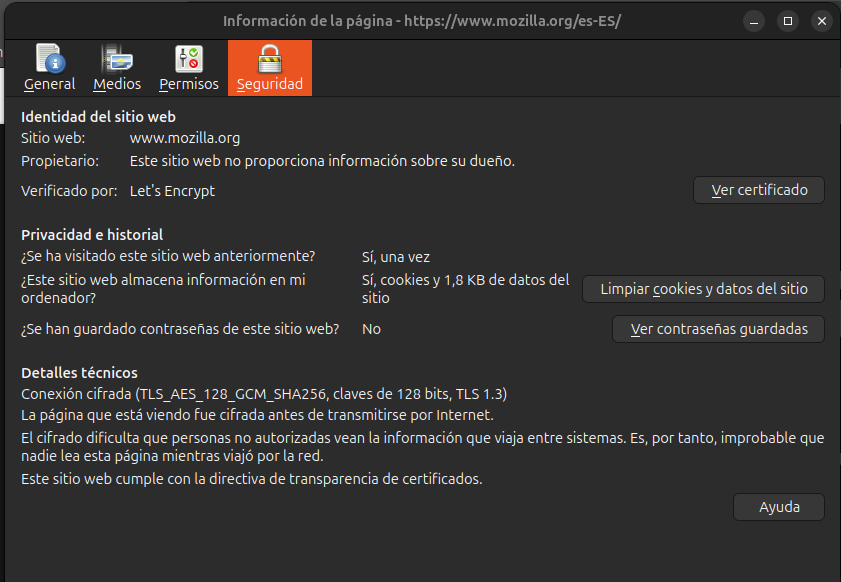 Información de la página - https://www.mozilla.org/es-ES/
General Medios Permisos Seguridad
Identidad del sitio web
Sitio web: www.mozilla.org
Propietario: Este sitio web no proporciona información sobre su dueño.
Verificado por: Let's Encrypt Ver certificado
Privacidad e historial
¿Se ha visitado este sitio web anteriormente? Sí, una vez
¿Este sitio web almacena información en mi
ordenador?
Sí, cookies y 1,8 KB de datos del
sitio
Limpiar cookies y datos del sitio
¿Se han guardado contraseñas de este sitio web? No Ver contraseñas guardadas
Detalles técnicos
Conexión cifrada (TLS_AES_128_GCM_SHA256, claves de 128 bits, TLS 1.3)
La página que está viendo fue cifrada antes de transmitirse por Internet.
El cifrado dificulta que personas no autorizadas vean la información que viaja entre sistemas. Es, por tanto, improbable que
nadie lea esta página mientras viajó por la red.
Este sitio web cumple con la directiva de transparencia de certificados.
Ayuda